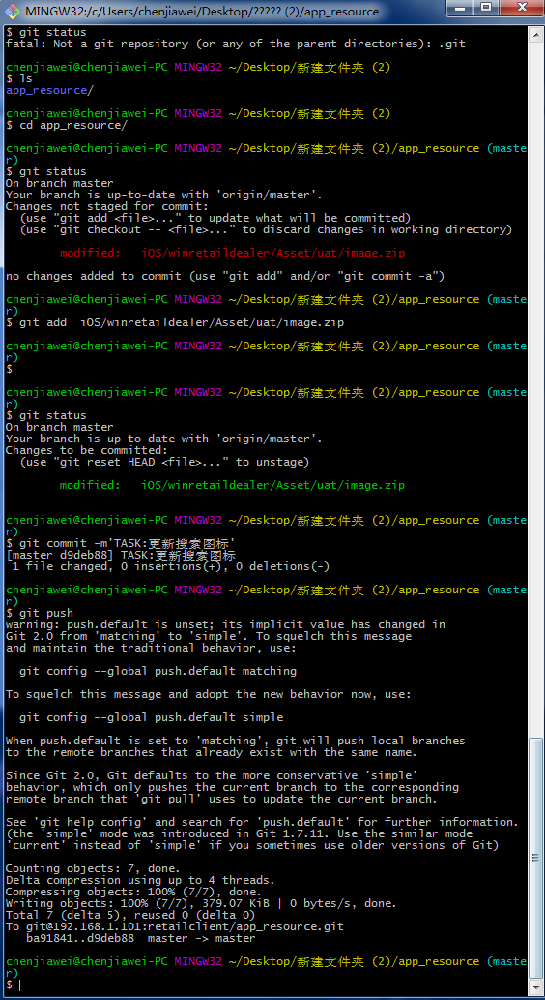 MINGW32:/c/Users/chenjiawei/Desktop/????? (2)/app_resource
$ git status
fatal: Not a git repository (or any of the parent directories): .git
chenjiawei@chenjiawei-PC MINGW32 ~/Desktop/新建文件夹 (2)
$ ls
app_resource/
chenjiawei@chenjiawei-PC MINGW32 ~/Desktop/新建文件夹 (2)
$ cd app_resource/
chenjiawei@chenjiawei-PC MINGW32 ~/Desktop/新建文件夹 (2)/app_resource (maste
r)
$ git status
On branch master
Your branch is up-to-date with 'origin/master'.
Changes not staged for commit:
  (use "git add <file>..." to update what will be committed)
  (use "git checkout -- <file>..." to discard changes in working directory)
        modified:   iOS/winretaildealer/Asset/uat/image.zip
no changes added to commit (use "git add" and/or "git commit -a")
chenjiawei@chenjiawei-PC MINGW32 ~/Desktop/新建文件夹 (2)/app_resource (maste
r)
$ git add  iOS/winretaildealer/Asset/uat/image.zip
chenjiawei@chenjiawei-PC MINGW32 ~/Desktop/新建文件夹 (2)/app_resource (maste
r)
$
chenjiawei@chenjiawei-PC MINGW32 ~/Desktop/新建文件夹 (2)/app_resource (maste
r)
$ git status
On branch master
Your branch is up-to-date with 'origin/master'.
Changes to be committed:
  (use "git reset HEAD <file>..." to unstage)
        modified:   iOS/winretaildealer/Asset/uat/image.zip
chenjiawei@chenjiawei-PC MINGW32 ~/Desktop/新建文件夹 (2)/app_resource (maste
r)
$ git commit -m'TASK:更新搜索图标'
[master d9deb88] TASK:更新搜索图标
 1 file changed, 0 insertions(+), 0 deletions(-)
chenjiawei@chenjiawei-PC MINGW32 ~/Desktop/新建文件夹 (2)/app_resource (maste
r)
$ git push
warning: push.default is unset; its implicit value has changed in
Git 2.0 from 'matching' to 'simple'. To squelch this message
and maintain the traditional behavior, use:
  git config --global push.default matching
To squelch this message and adopt the new behavior now, use:
  git config --global push.default simple
When push.default is set to 'matching', git will push local branches
to the remote branches that already exist with the same name.
Since Git 2.0, Git defaults to the more conservative 'simple'
behavior, which only pushes the current branch to the corresponding
remote branch that 'git pull' uses to update the current branch.
See 'git help config' and search for 'push.default' for further information.
(the 'simple' mode was introduced in Git 1.7.11. Use the similar mode
'current' instead of 'simple' if you sometimes use older versions of Git)
Counting objects: 7, done.
Delta compression using up to 4 threads.
Compressing objects: 100% (7/7), done.
Writing objects: 100% (7/7), 379.07 KiB | 0 bytes/s, done.
Total 7 (delta 5), reused 0 (delta 0)
To git@192.168.1.101:retailclient/app_resource.git
   ba91841..d9deb88  master -> master
chenjiawei@chenjiawei-PC MINGW32 ~/Desktop/新建文件夹 (2)/app_resource (maste
r)
$